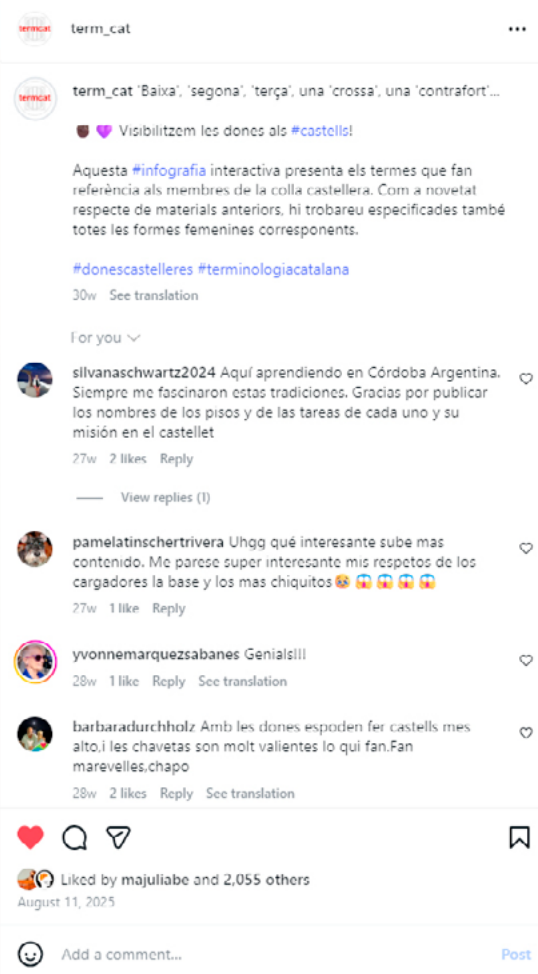 termcat
term_cat
termcat
term_cat 'Baixa', 'segona', 'terça', una 'crossa', una 'contrafort'...
Visibilitzem les dones als #castells!
Aquesta #infografia interactiva presenta els termes que fan
referència als membres de la colla castellera. Com a novetat
respecte de materials anteriors, hi trobareu especificades també
totes les formes femenines corresponents.
#donescastelleres #terminologiacatalana
30w See translation
For you
silvanaschwartz2024 Aquí aprendiendo en Córdoba Argentina.
Siempre me fascinaron estas tradiciones. Gracias por publicar
los nombres de los pisos y de las tareas de cada uno y su
misión en el castellet
27w 2 likes Reply
View replies (1)
pamelatinschertrivera Uhgg qué interesante sube mas
contenido. Me parese super interesante mis respetos de los
cargadores la base y los mas chiquitos🥹😱😱😱😱
27w 1 like Reply
yvonnemarquezsabanes Genials!!!
28w 1 like Reply See translation
barbaradurchholz Amb les dones espoden fer castells mes
alto,i les chavetas son molt valientes lo qui fan.Fan
marevelles,chapo
28w 2 likes Reply See translation
Liked by majuliabe and 2,055 others
August 11, 2025
Add a comment...
Post